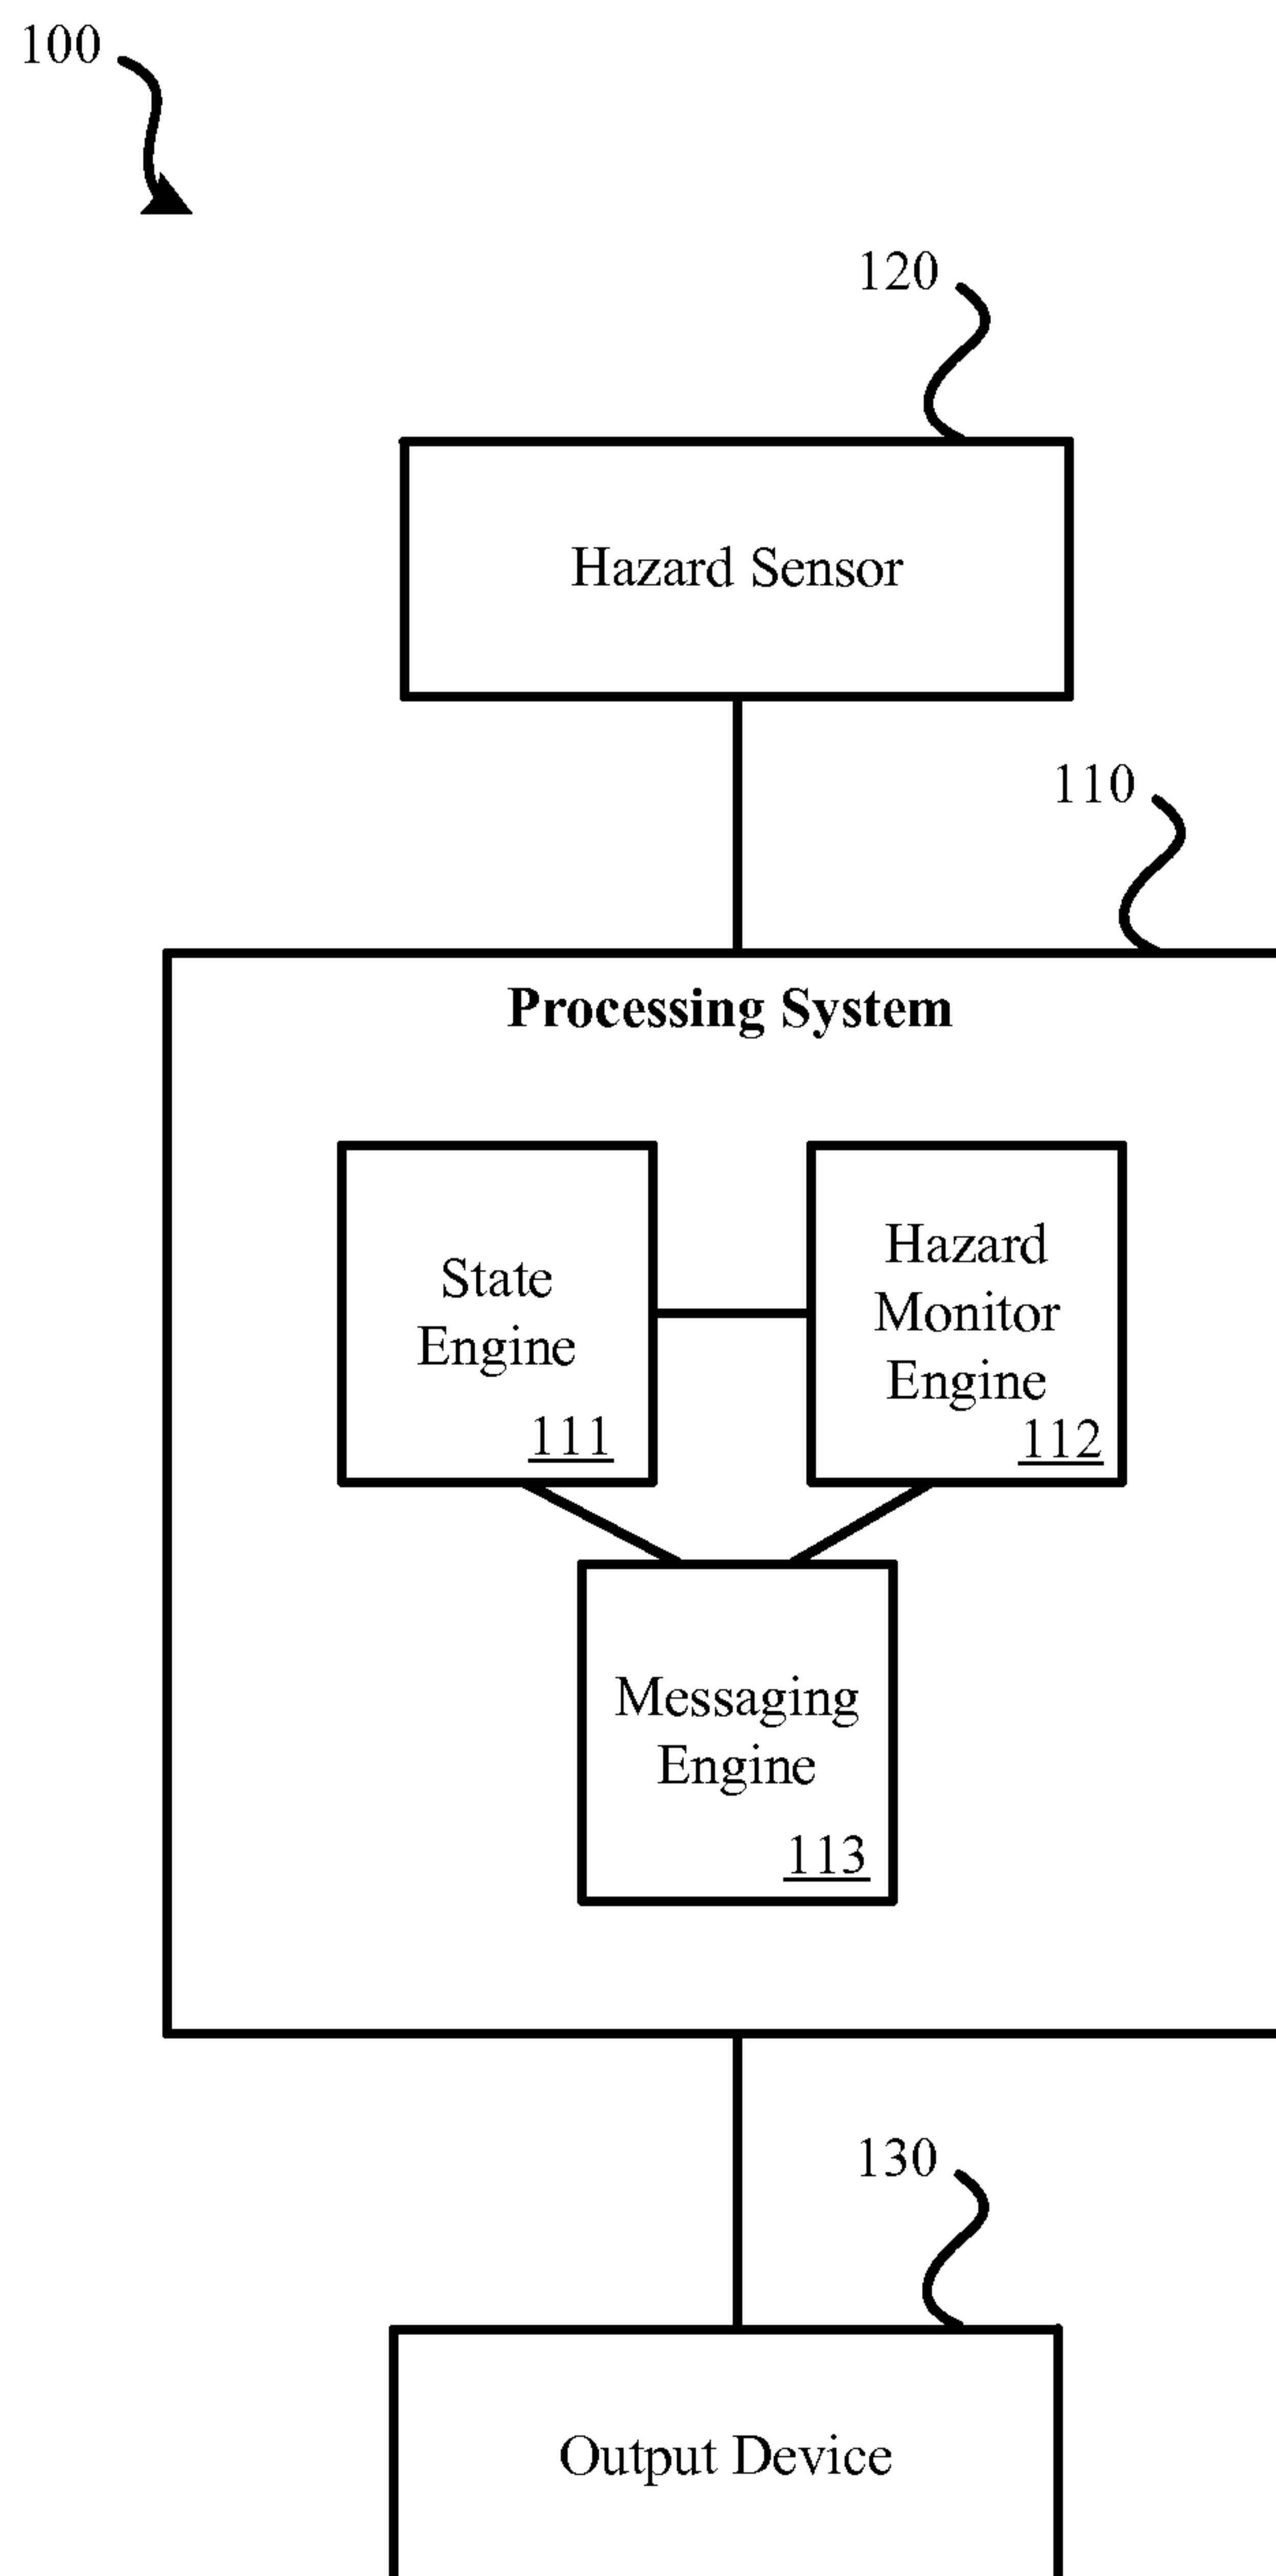 100
120
Hazard Sensor
110
Processing System
State
Engine
111
Hazard
Monitor
Engine
112
Messaging
Engine
113
130
Output Device